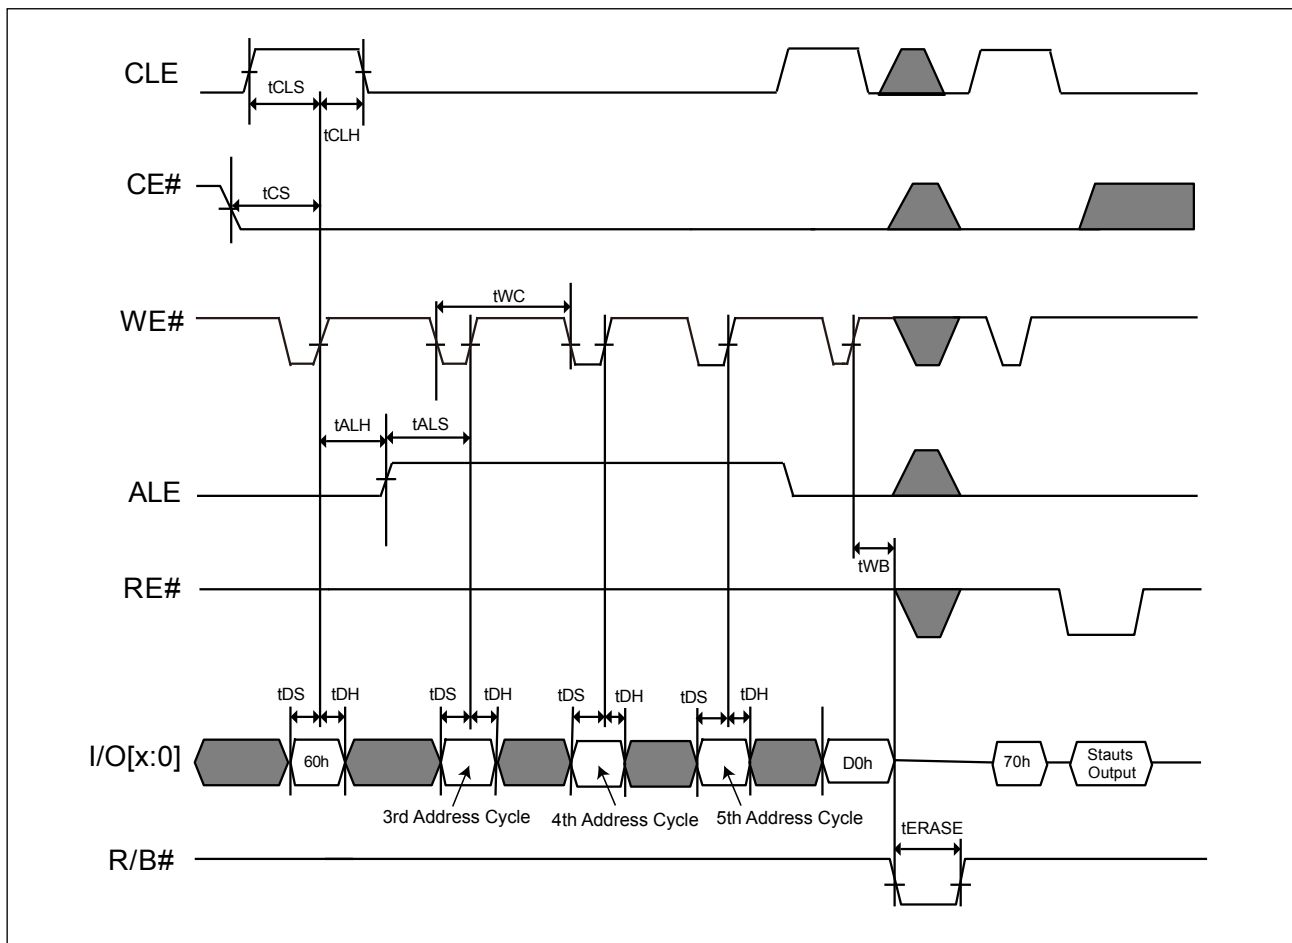 CLE
tCLS
tCLH
CE#
tCS
WE#
tWC
tALH
tALS
ALE
tWB
RE#
tDS
tDH
tDS
tDH
tDS
tDH
tDS
tDH
I/O[x:0]
60h
D0h
70h
Stauts
Output
3rd Address Cycle
4th Address Cycle
5th Address Cycle
tERASE
R/B#